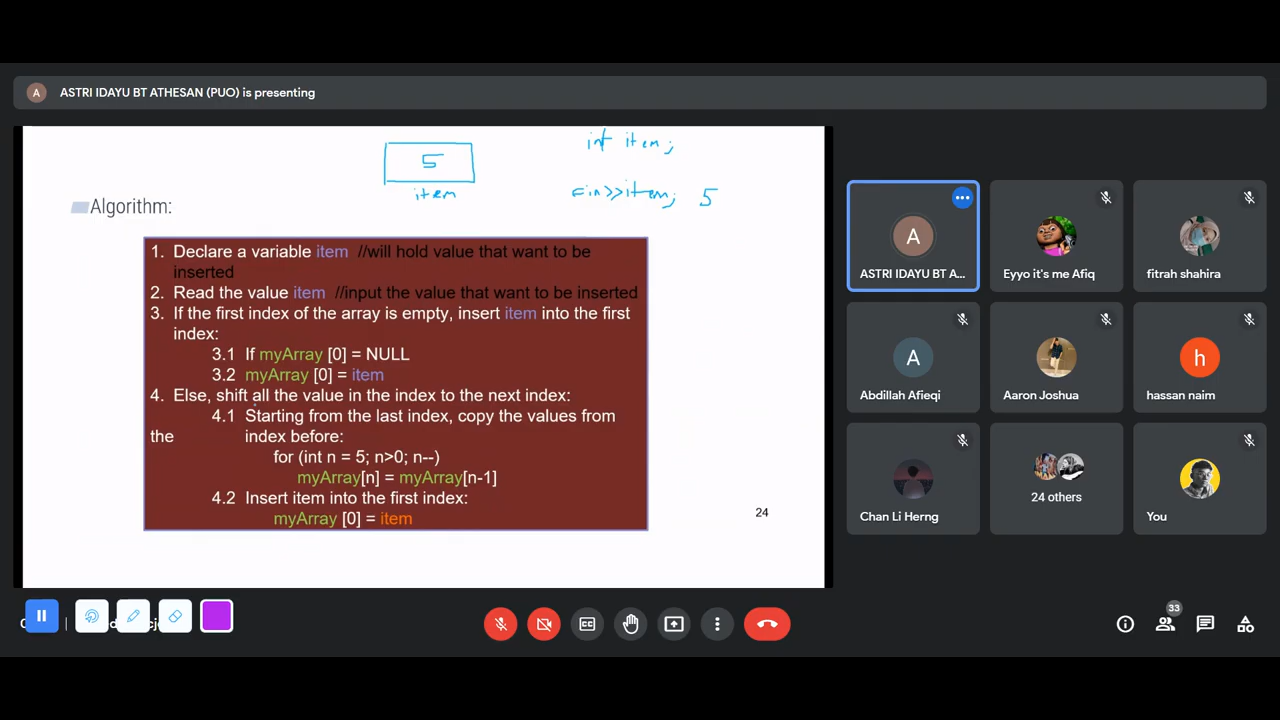 A ASTRI IDAYU BT ATHESAN (PUO) is presenting
int item;
5
item
cin>>item; 5
Algorithm:
1. Declare a variable item //will hold value that want to be
inserted
2. Read the value item //input the value that want to be inserted
3. If the first index of the array is empty, insert item into the first
index:
3.1 If myArray [0] = NULL
3.2 myArray [0] = item
4. Else, shift all the value in the index to the next index:
4.1 Starting from the last index, copy the values from
the index before:
for (int n = 5; n>0; n--)
myArray[n] = myArray[n-1]
4.2 Insert item into the first index:
myArray [0] = item
24
A
ASTRI IDAYU BT A...
Eyyo it's me Afiq
fitrah shahira
A
Abdillah Afieqi
Aaron Joshua
h
hassan naim
Chan Li Herng
24 others
You
CC
33